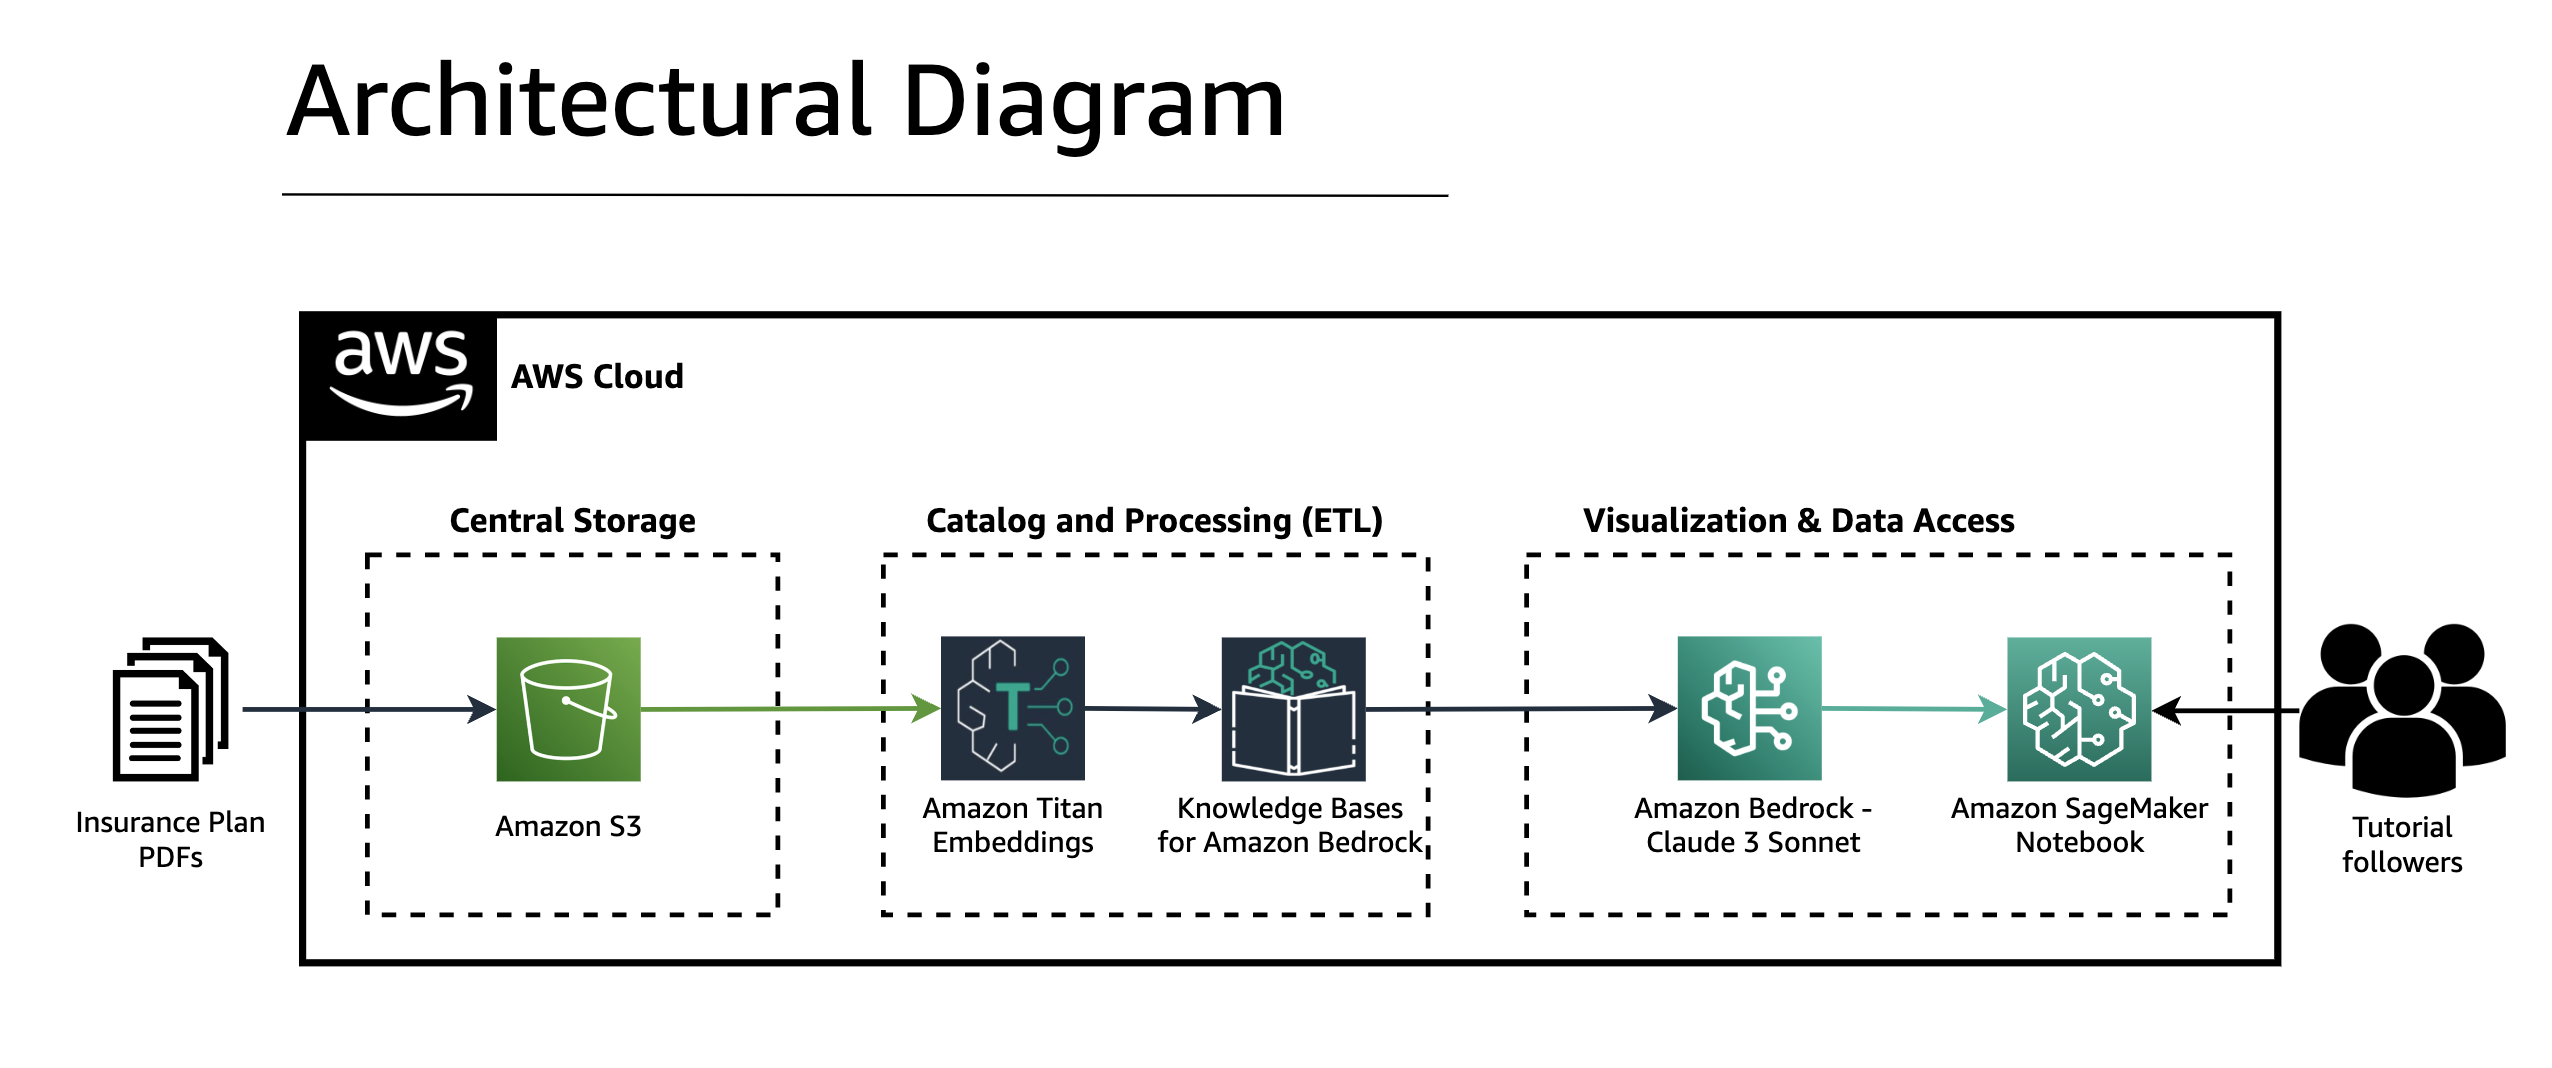 Architectural Diagram
aws
AWS Cloud
Central Storage
Catalog and Processing (ETL)
Visualization & Data Access
Insurance Plan
PDFs
Amazon S3
T
Amazon Titan
Embeddings
Knowledge Bases
for Amazon Bedrock
Amazon Bedrock -
Claude 3 Sonnet
Amazon SageMaker
Notebook
Tutorial
followers